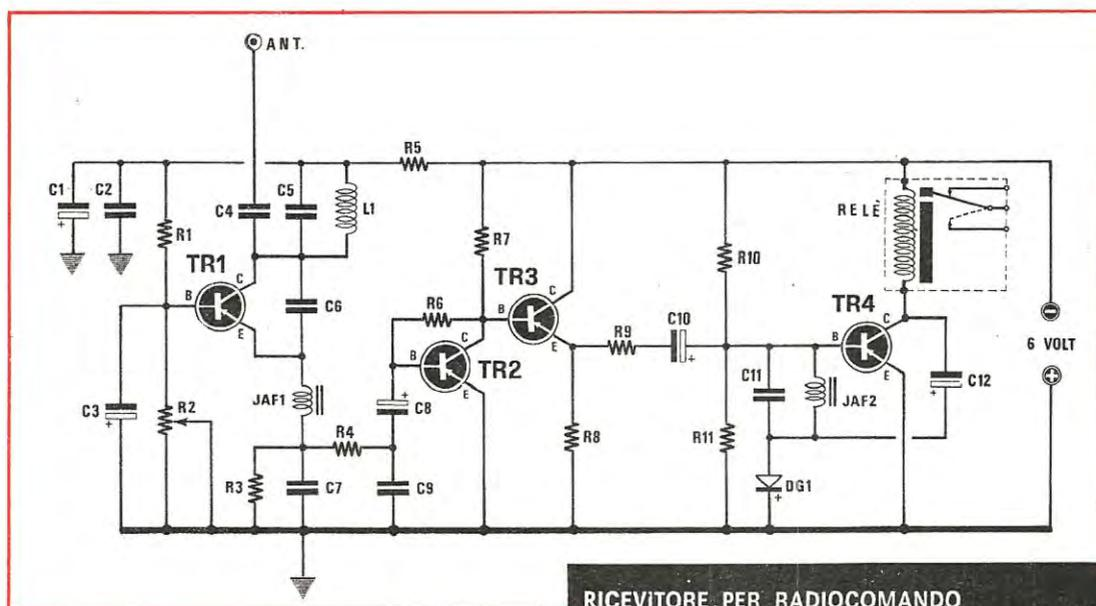 ANT.
R5
C1
C2
C4
C5
L1
R1
R7
RELÉ
TR1
C
B
E
C6
R6
TR3
C
B
E
R10
TR4
C
B
E
R9
C10
6 VOLT
C
B
E
TR2
C3
R2
JAF1
C8
C11
JAF2
C12
R4
R8
R11
R3
C7
C9
DG1
RICEVITORE PER RADIOCOMANDO